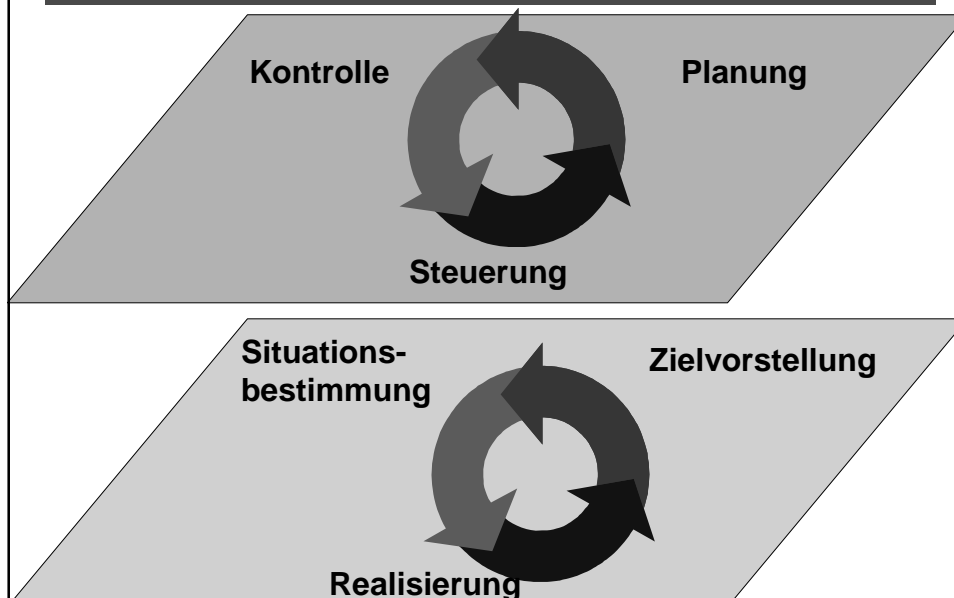 Kontrolle
Planung
Steuerung
Situations-
bestimmung
Zielvorstellung
Realisierung